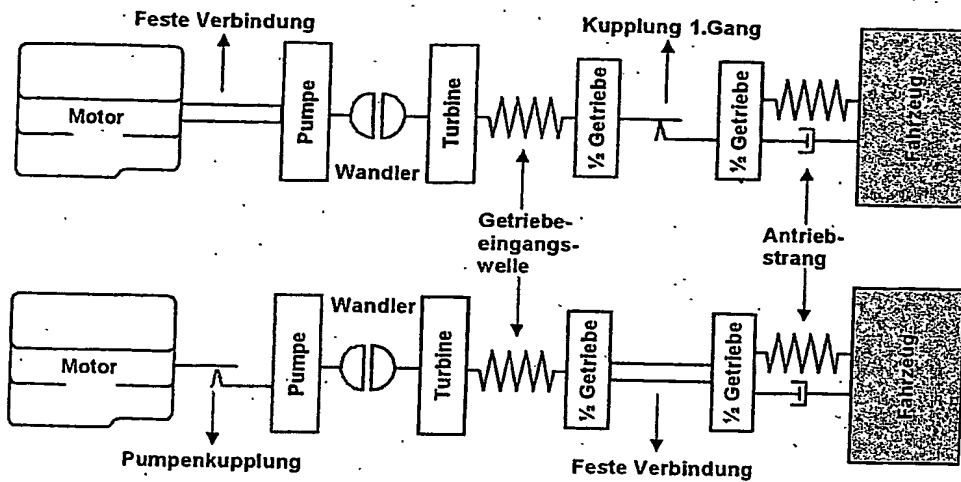 Feste Verbindung
Kupplung 1.Gang
Motor
Pumpe
Wandler
Turbine
½ Getriebe
½ Getriebe
Fahrzeug
Getriebe-
eingangs-
welle
Antrieb-
strang
Motor
Pumpe
Wandler
Turbine
½ Getriebe
½ Getriebe
Fahrzeug
Pumpenkupplung
Feste Verbindung